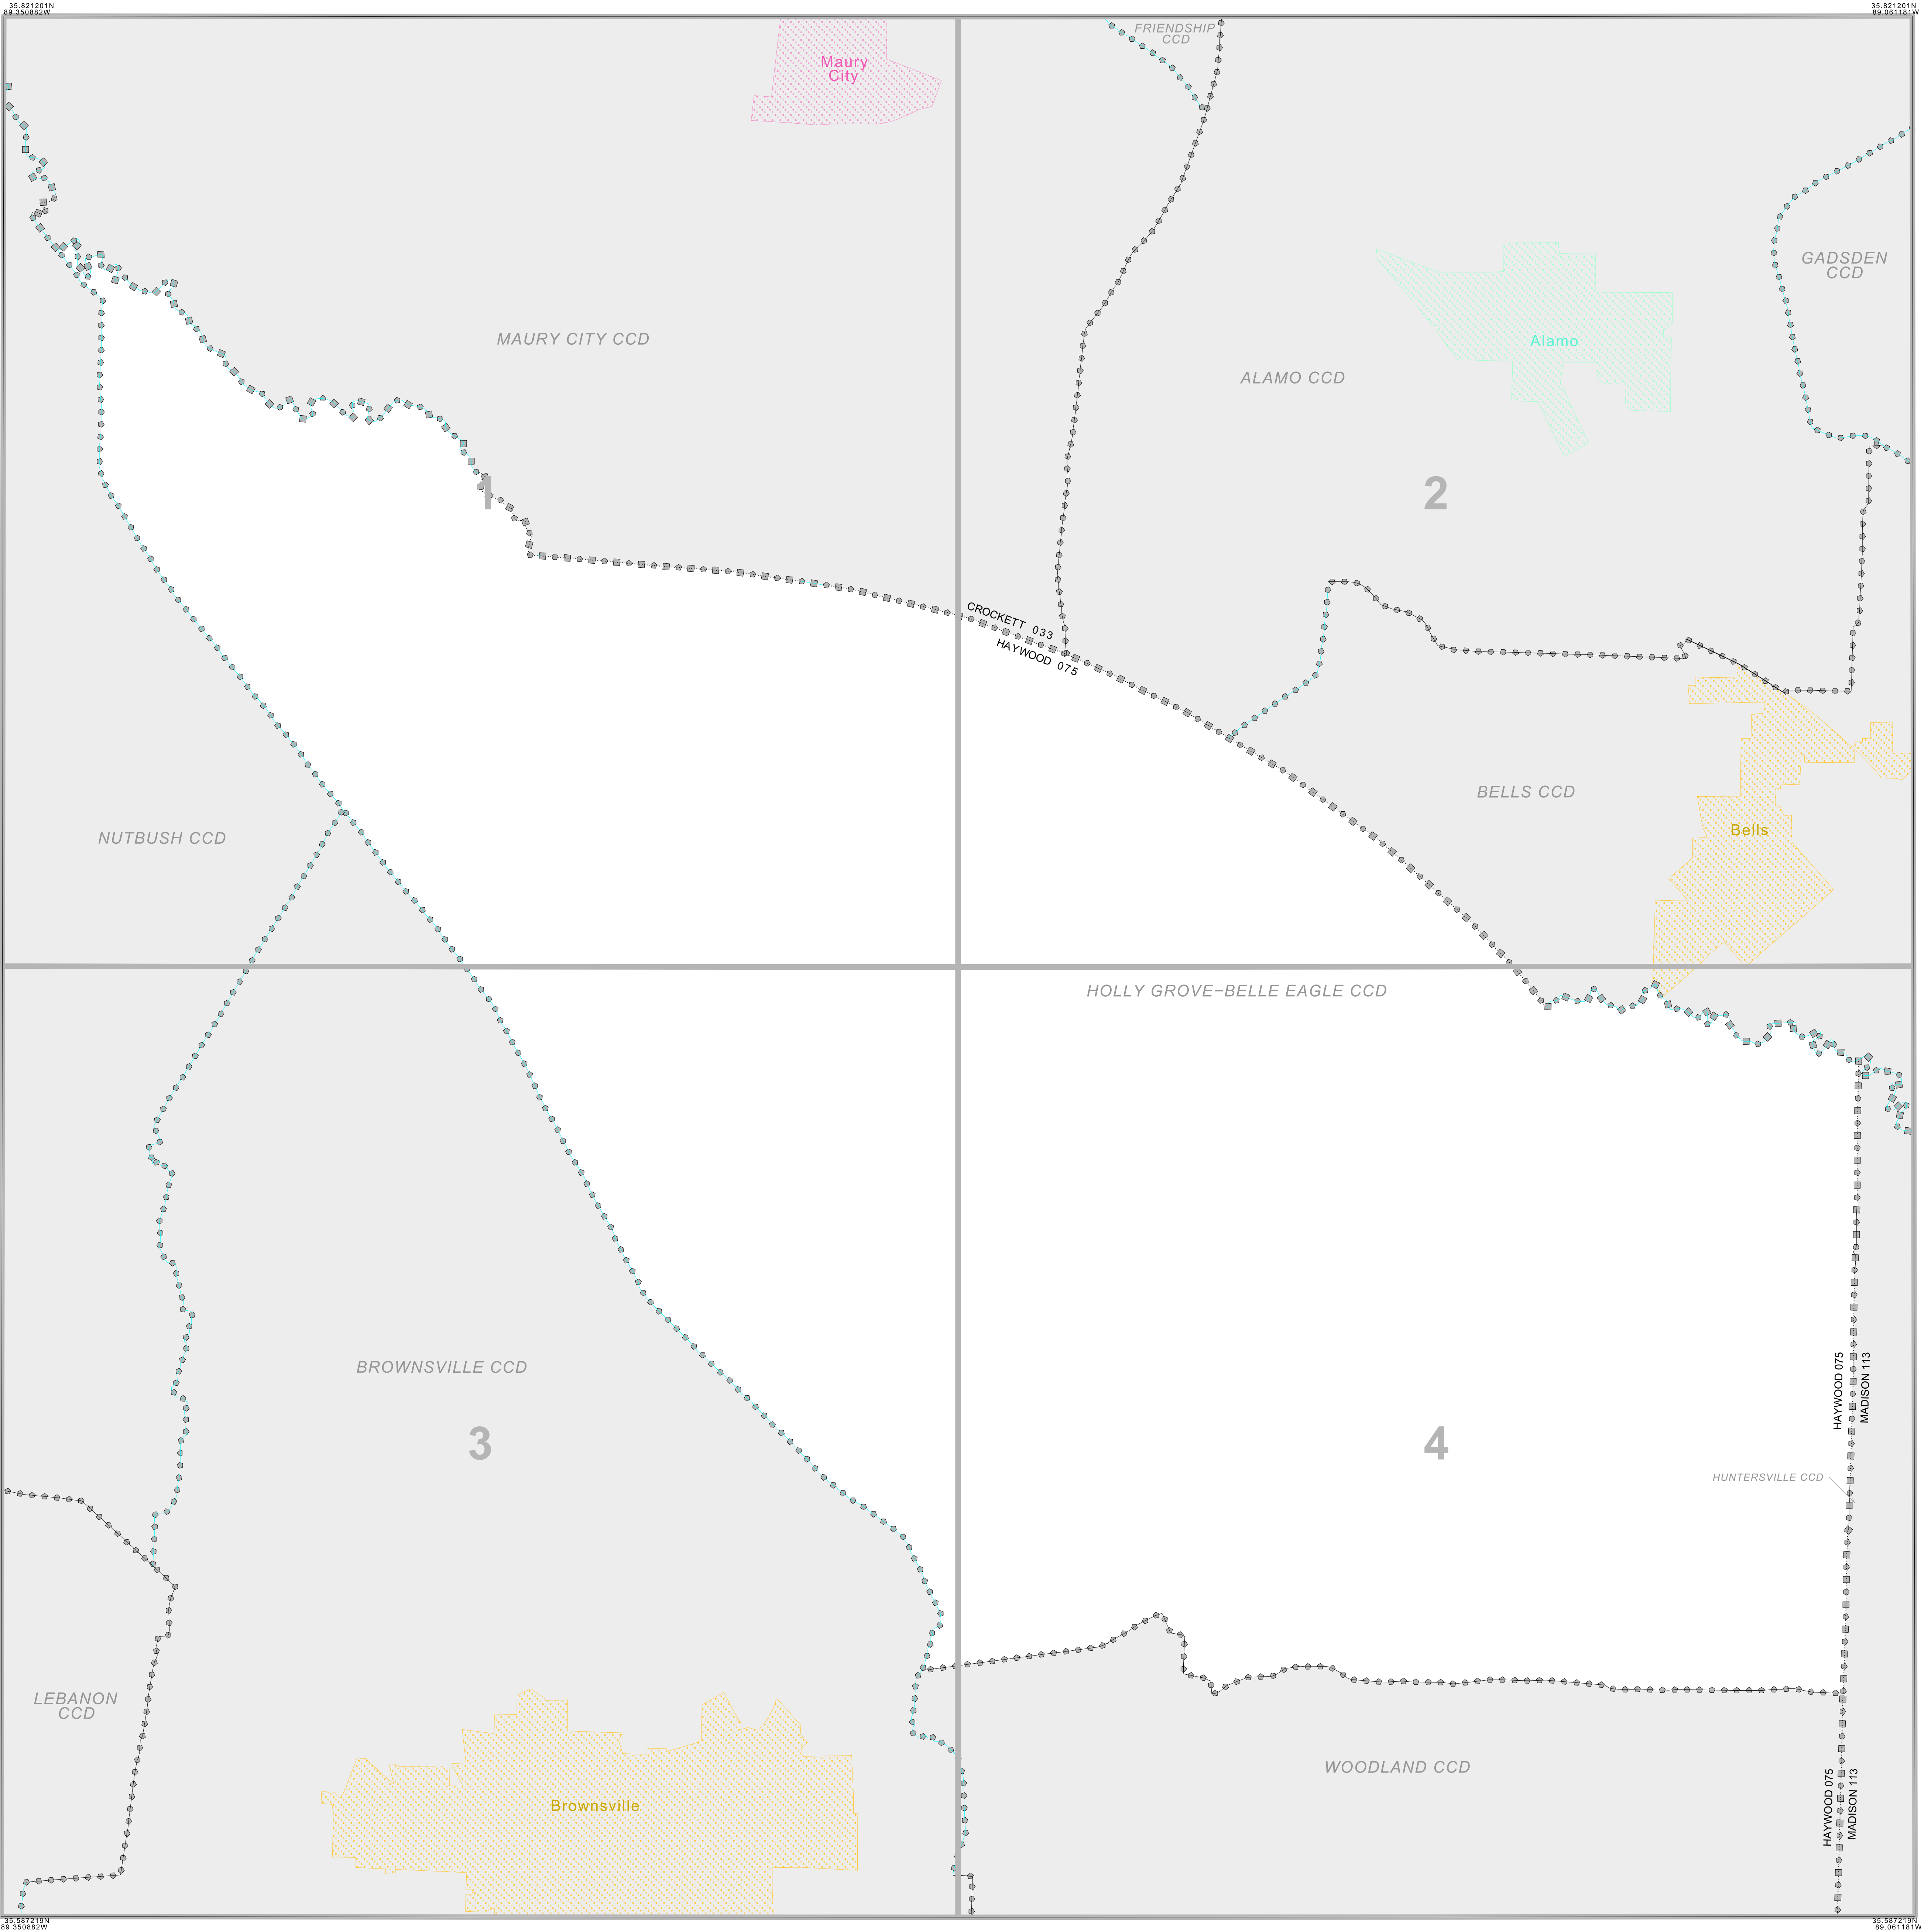 35.821201N
89.350882W
35.821201N
89.061181W
FRIENDSHIP
CCD
Maury
City
GADSDEN
CCD
MAURY CITY CCD
Alamo
ALAMO CCD
1
2
CROCKETT 033
HAYWOOD 075
BELLS CCD
Bells
NUTBUSH CCD
HOLLY GROVE-BELLE EAGLE CCD
BROWNSVILLE CCD
HAYWOOD 075
MADISON 113
3
4
HUNTERSVILLE CCD
LEBANON
CCD
WOODLAND CCD
HAYWOOD 075
MADISON 113
Brownsville
35.587219N
89.350882W
35.587219N
89.061181W